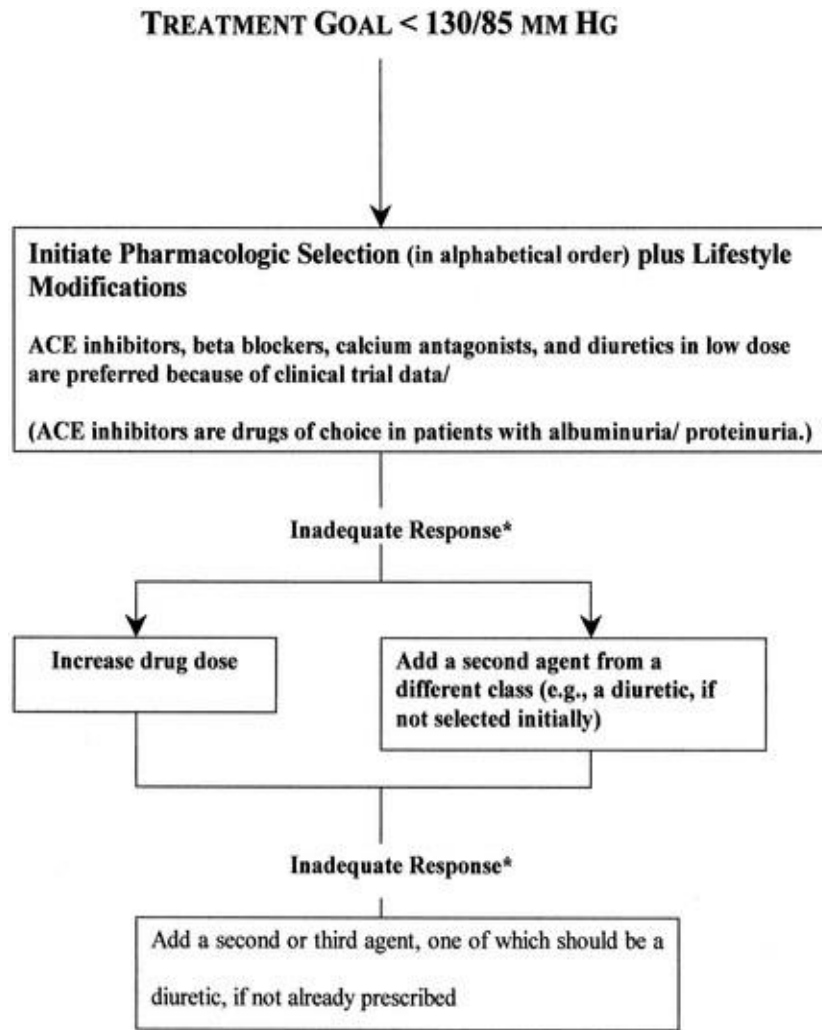 TREATMENT GOAL < 130/85 MM HG
Initiate Pharmacologic Selection (in alphabetical order) plus Lifestyle
Modifications
ACE inhibitors, beta blockers, calcium antagonists, and diuretics in low dose
are preferred because of clinical trial data/
(ACE inhibitors are drugs of choice in patients with albuminuria/ proteinuria.)
Inadequate Response*
Increase drug dose
Add a second agent from a
different class (e.g., a diuretic, if
not selected initially)
Inadequate Response*
Add a second or third agent, one of which should be a
diuretic, if not already prescribed